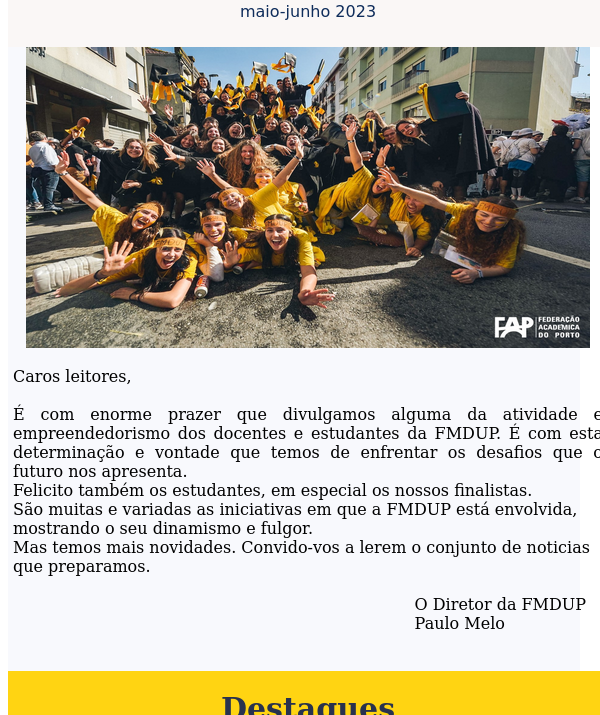 maio-junho 2023
FAP FEDERAÇÃO
ACADÉMICA
DO PORTO
Caros leitores,
É com enorme prazer que divulgamos alguma da atividade e
empreendedorismo dos docentes e estudantes da FMDUP. É com esta
determinação e vontade que temos de enfrentar os desafios que o
futuro nos apresenta.
Felicito também os estudantes, em especial os nossos finalistas.
São muitas e variadas as iniciativas em que a FMDUP está envolvida,
mostrando o seu dinamismo e fulgor.
Mas temos mais novidades. Convido-vos a lerem o conjunto de noticias
que preparamos.
O Diretor da FMDUP
Paulo Melo
Destaques